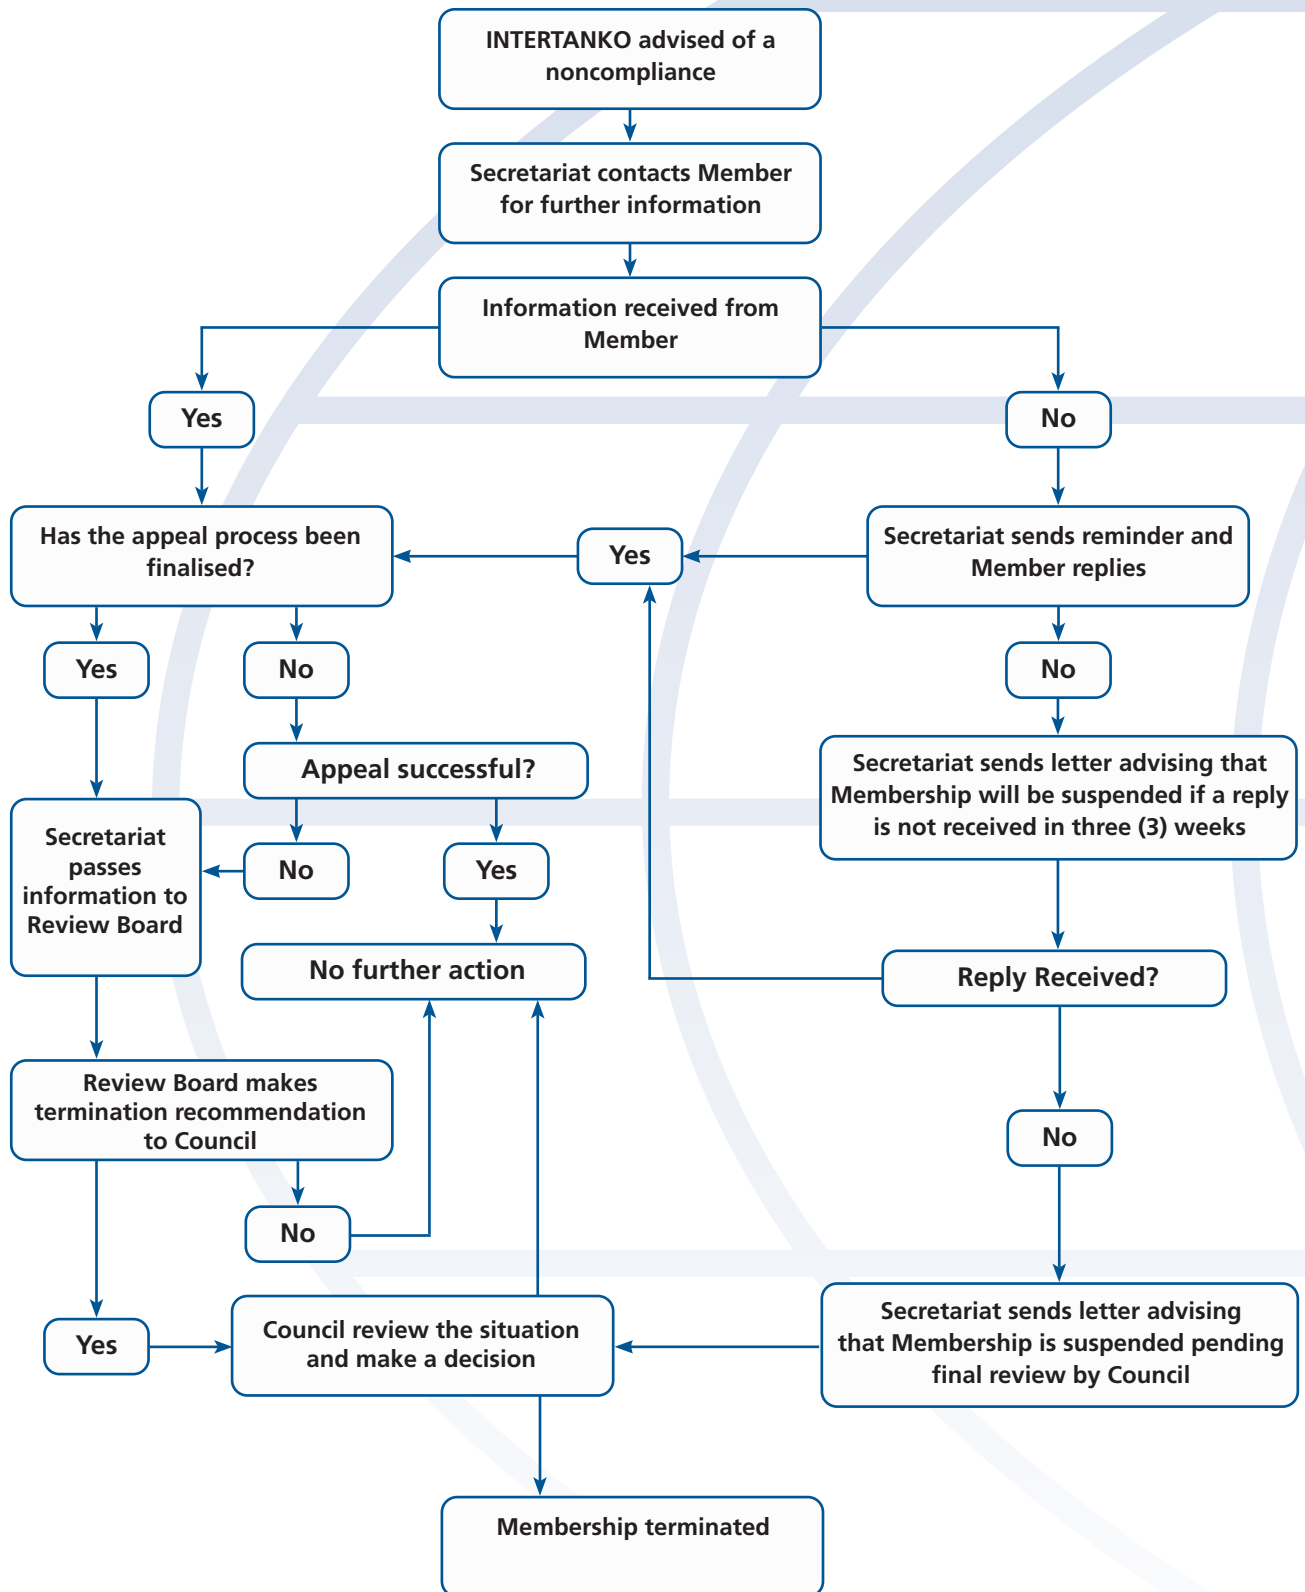 INTERTANKO advised of a
noncompliance
Secretariat contacts Member
for further information
Information received from
Member
Yes
No
Has the appeal process been
finalised?
Yes
Secretariat sends reminder and
Member replies
Yes
No
No
Appeal successful?
Secretariat sends letter advising that
Membership will be suspended if a reply
is not received in three (3) weeks
Secretariat
passes
information to
Review Board
No
Yes
No further action
Reply Received?
Review Board makes
termination recommendation
to Council
No
No
Yes
Council review the situation
and make a decision
Secretariat sends letter advising
that Membership is suspended pending
final review by Council
Membership terminated